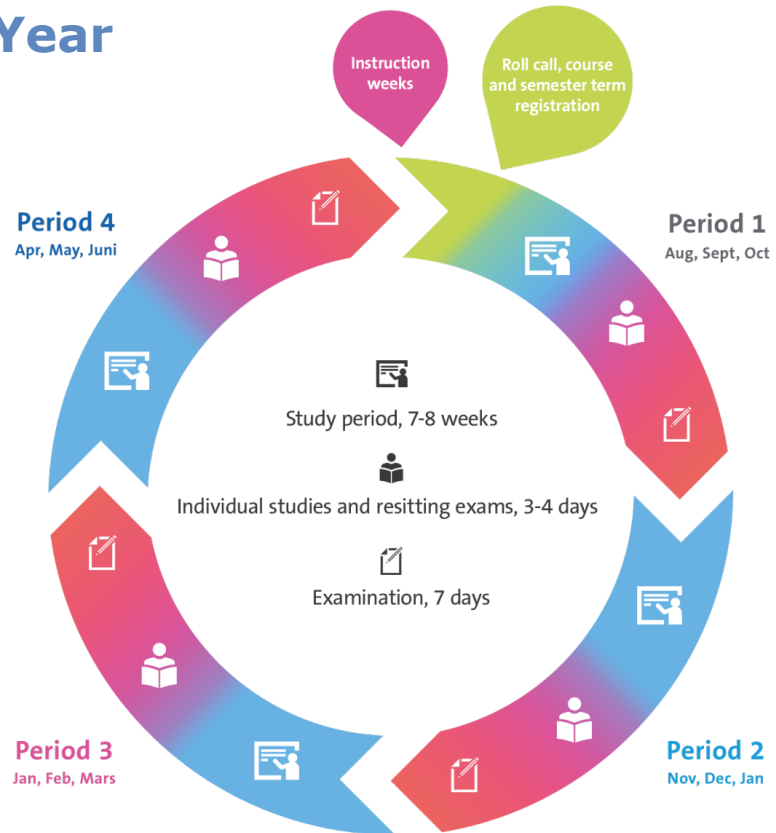 Year
Instruction
weeks
Roll call, course
and semester term
registration
Period 4
Apr, May, Juni
Period 1
Aug, Sept, Oct
Study period, 7-8 weeks
Individual studies and resitting exams, 3-4 days
Examination, 7 days
Period 3
Jan, Feb, Mars
Period 2
Nov, Dec, Jan